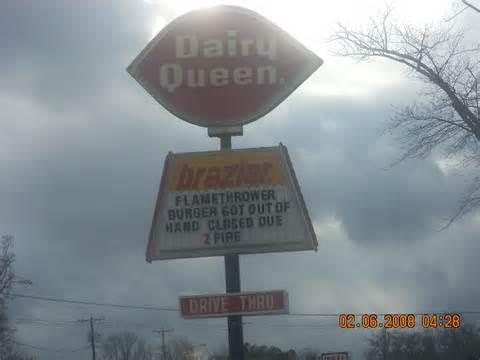 Dairy
Queen
brazier
FLAMETHROWER
BURGER GOT OUT OF
HAND CLOSED DUE
2 FIRE
DRIVE THRU
02.06.2008 04:28